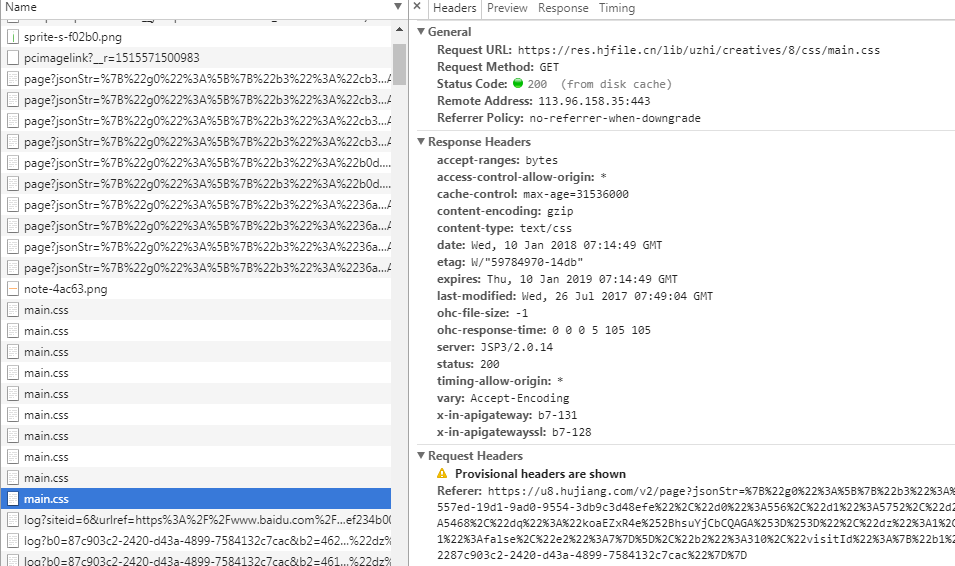 Name
sprite-s-f02b0.png
pcimagelink?__r=1515571500983
page?jsonStr=%7B%22g0%22%3A%5B%7B%22b3%22%3A%22cb3...A
page?jsonStr=%7B%22g0%22%3A%5B%7B%22b3%22%3A%22cb3...A
page?jsonStr=%7B%22g0%22%3A%5B%7B%22b3%22%3A%22cb3...A
page?jsonStr=%7B%22g0%22%3A%5B%7B%22b3%22%3A%22cb3...A
page?jsonStr=%7B%22g0%22%3A%5B%7B%22b3%22%3A%22b0d....
page?jsonStr=%7B%22g0%22%3A%5B%7B%22b3%22%3A%22b0d....
page?jsonStr=%7B%22g0%22%3A%5B%7B%22b3%22%3A%2236a...A
page?jsonStr=%7B%22g0%22%3A%5B%7B%22b3%22%3A%2236a...A
page?jsonStr=%7B%22g0%22%3A%5B%7B%22b3%22%3A%2236a...A
page?jsonStr=%7B%22g0%22%3A%5B%7B%22b3%22%3A%2236a...A
note-4ac63.png
main.css
main.css
main.css
main.css
main.css
main.css
main.css
main.css
main.css
main.css
log?siteid=6&urlref=https%3A%2F%2Fwww.baidu.com%2F...ef234b00
log?b0=87c903c2-2420-d43a-4899-7584132c7cac&b2=462...%22dz%
log?b0=87c903c2-2420-d43a-4899-7584132c7cac&b2=461...%22dz%
Headers Preview Response Timing
General
Request URL: https://res.hjfile.cn/lib/uzhi/creatives/8/css/main.css
Request Method: GET
Status Code: 200 (from disk cache)
Remote Address: 113.96.158.35:443
Referrer Policy: no-referrer-when-downgrade
Response Headers
accept-ranges: bytes
access-control-allow-origin: *
cache-control: max-age=31536000
content-encoding: gzip
content-type: text/css
date: Wed, 10 Jan 2018 07:14:49 GMT
etag: W/"59784970-14db"
expires: Thu, 10 Jan 2019 07:14:49 GMT
last-modified: Wed, 26 Jul 2017 07:49:04 GMT
ohc-file-size: -1
ohc-response-time: 0 0 0 5 105 105
server: JSP3/2.0.14
status: 200
timing-allow-origin: *
vary: Accept-Encoding
x-in-apigateway: b7-131
x-in-apigatewayssl: b7-128
Request Headers
Provisional headers are shown
Referer: https://u8.hujiang.com/v2/page?jsonStr=%7B%22g0%22%3A%5B%7B%22b3%22%3A%
557ed-19d1-9ad0-9554-3db9c3d48efe%22%2C%22d0%22%3A556%2C%22d1%22%3A5752%2C%22d2
A5468%2C%22dq%22%3A%22koaEZxR4e%252BhsuYjCbCQAGA%253D%253D%22%2C%22dz%22%3A1%2C
1%22%3Afalse%2C%22e2%22%3A7%7D%5D%2C%22b2%22%3A310%2C%22visitId%22%3A%7B%22b1%2
2287c903c2-2420-d43a-4899-7584132c7cac%22%7D%7D